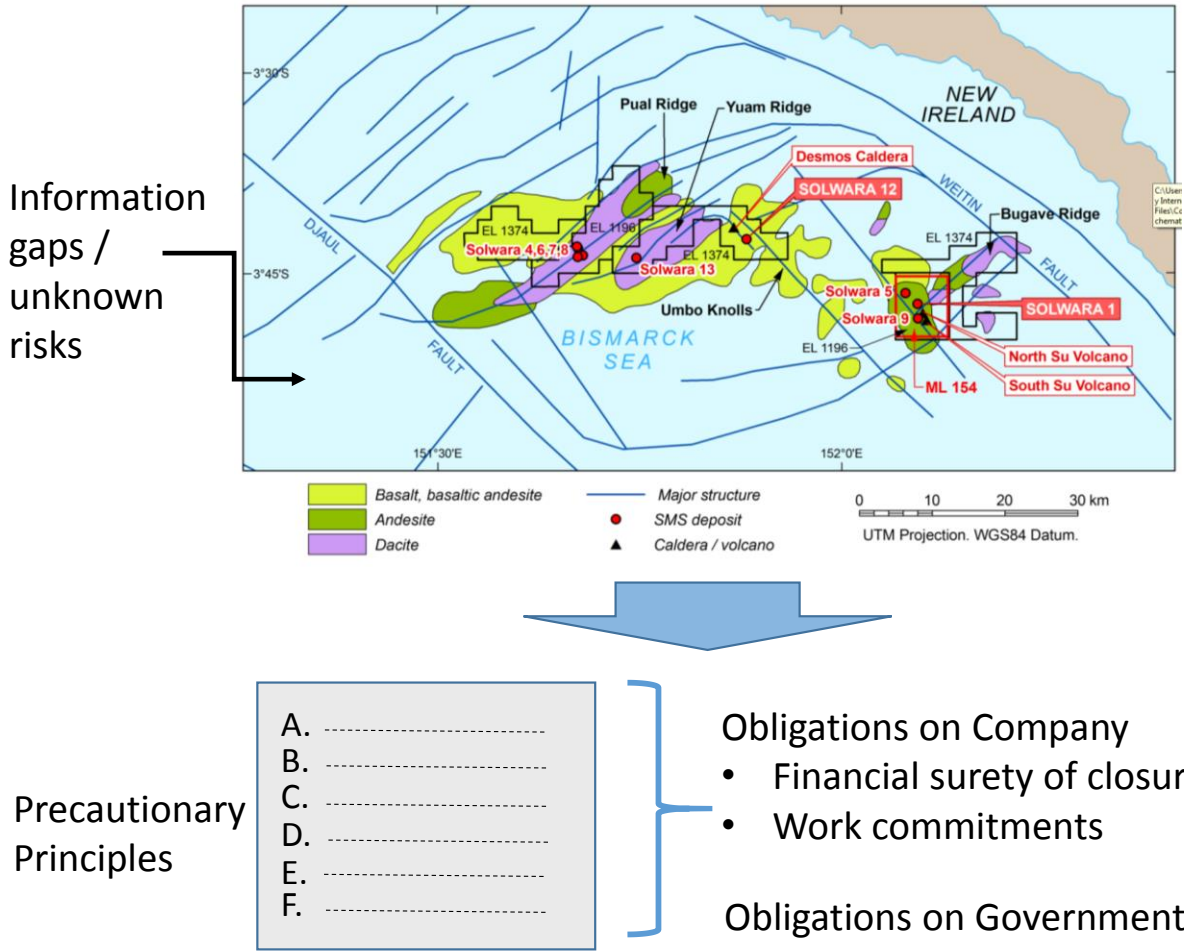 Information
gaps /
unknown
risks
3°30'S
3°45'S
151°30'E
152°0'E
NEW
IRELAND
Pual Ridge
Yuam Ridge
Desmos Caldera
SOLWARA 12
WEITIN
FAULT
Bugave Ridge
EL 1374
DJAUL
FAULT
EL 1374
EL 1196
Solwara 4,6,7,8
EL 1374
Solwara 13
Umbo Knolls
Solwara 5
SOLWARA 1
Solwara 9
EL 1196
North Su Volcano
South Su Volcano
ML 154
BISMARCK
SEA
C:\User
y Intern
Files\Co
chemat
Basalt, basaltic andesite
Andesite
Dacite
Major structure
SMS deposit
Caldera / volcano
0 10 20 30 km
UTM Projection. WGS84 Datum.
Precautionary
Principles
A.
B.
C.
D.
E.
F.
Obligations on Company
• Financial surety of closur
• Work commitments
Obligations on Government